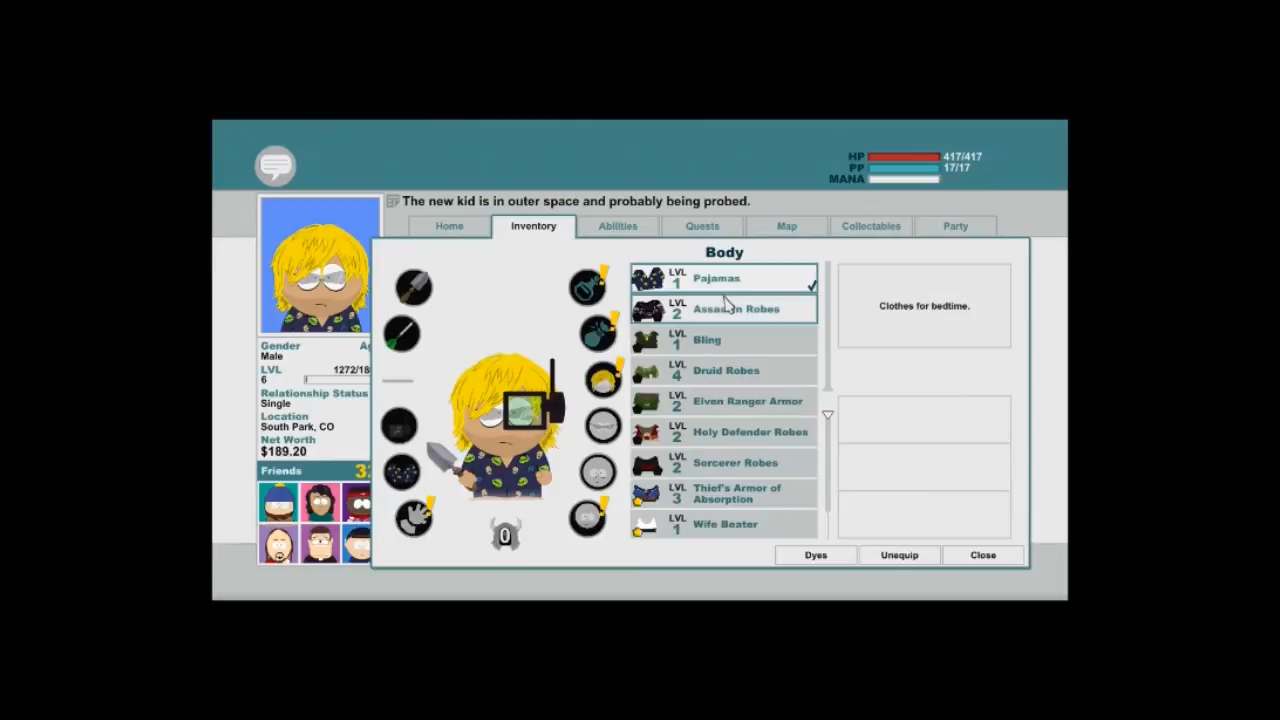 HP 417/417
PP 17/17
MANA
The new kid is in outer space and probably being probed.
Home Inventory Abilities Quests Map Collectables Party
Gender
Male
LVL 1272/18
6
Relationship Status
Single
Location
South Park, CO
Net Worth
$189.20
Friends
0
Body
LVL 1 Pajamas
LVL 2 Assassin Robes
LVL 1 Bling
LVL 4 Druid Robes
LVL 2 Elven Ranger Armor
LVL 2 Holy Defender Robes
LVL 2 Sorcerer Robes
LVL 3 Thief's Armor of
Absorption
LVL 1 Wife Beater
Clothes for bedtime.
Dyes Unequip Close